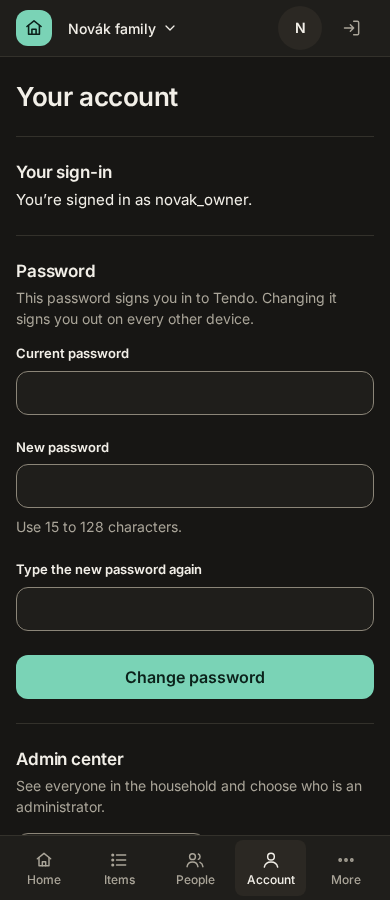 Novák family
N
Your account
Your sign-in
You’re signed in as novak_owner.
Password
This password signs you in to Tendo. Changing it
signs you out on every other device.
Current password
New password
Use 15 to 128 characters.
Type the new password again
Change password
Admin center
See everyone in the household and choose who is an
administrator.
Home
Items
People
Account
More